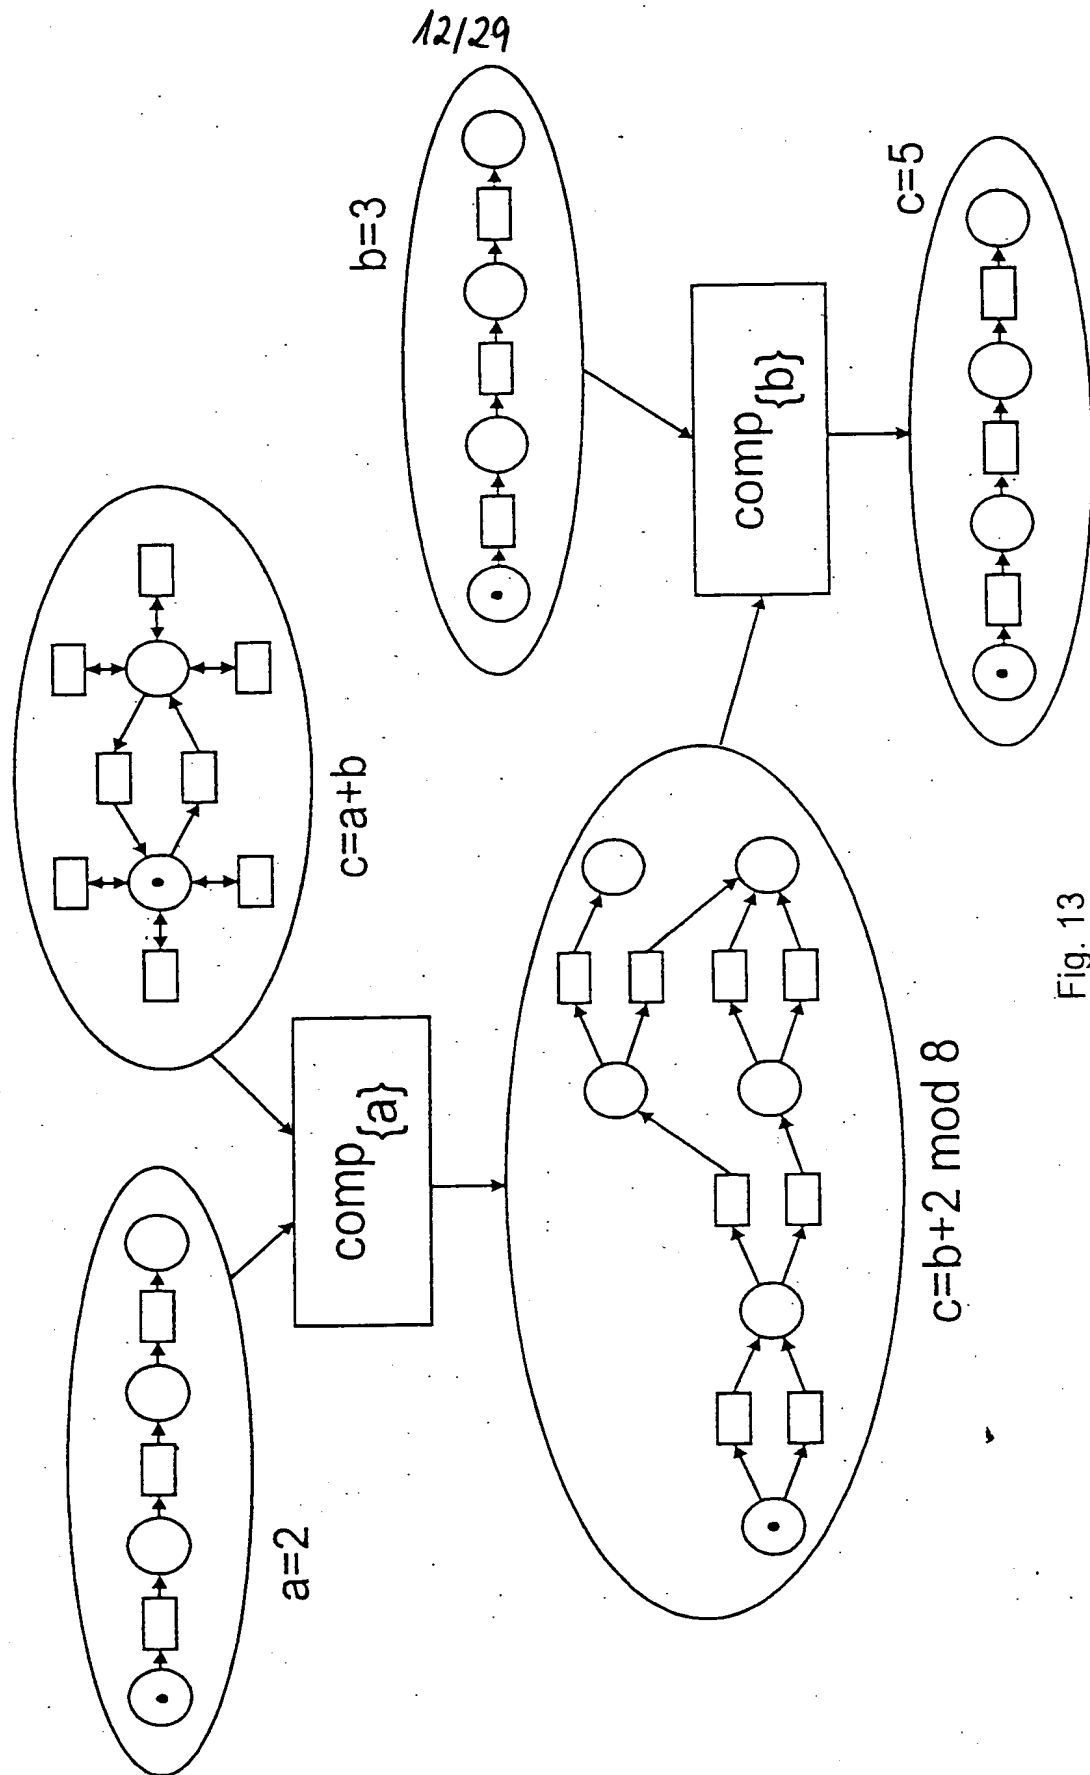 12/29
a=2
c=a+b
b=3
comp{a}
comp{b}
c=b+2 mod 8
c=5
Fig. 13